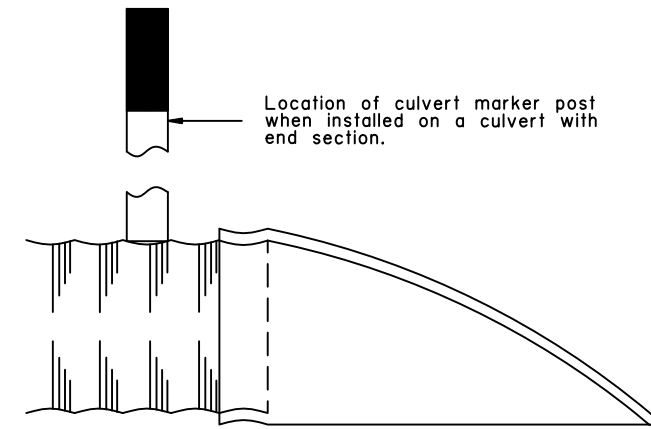 Location of culvert marker post
when installed on a culvert with
end section.